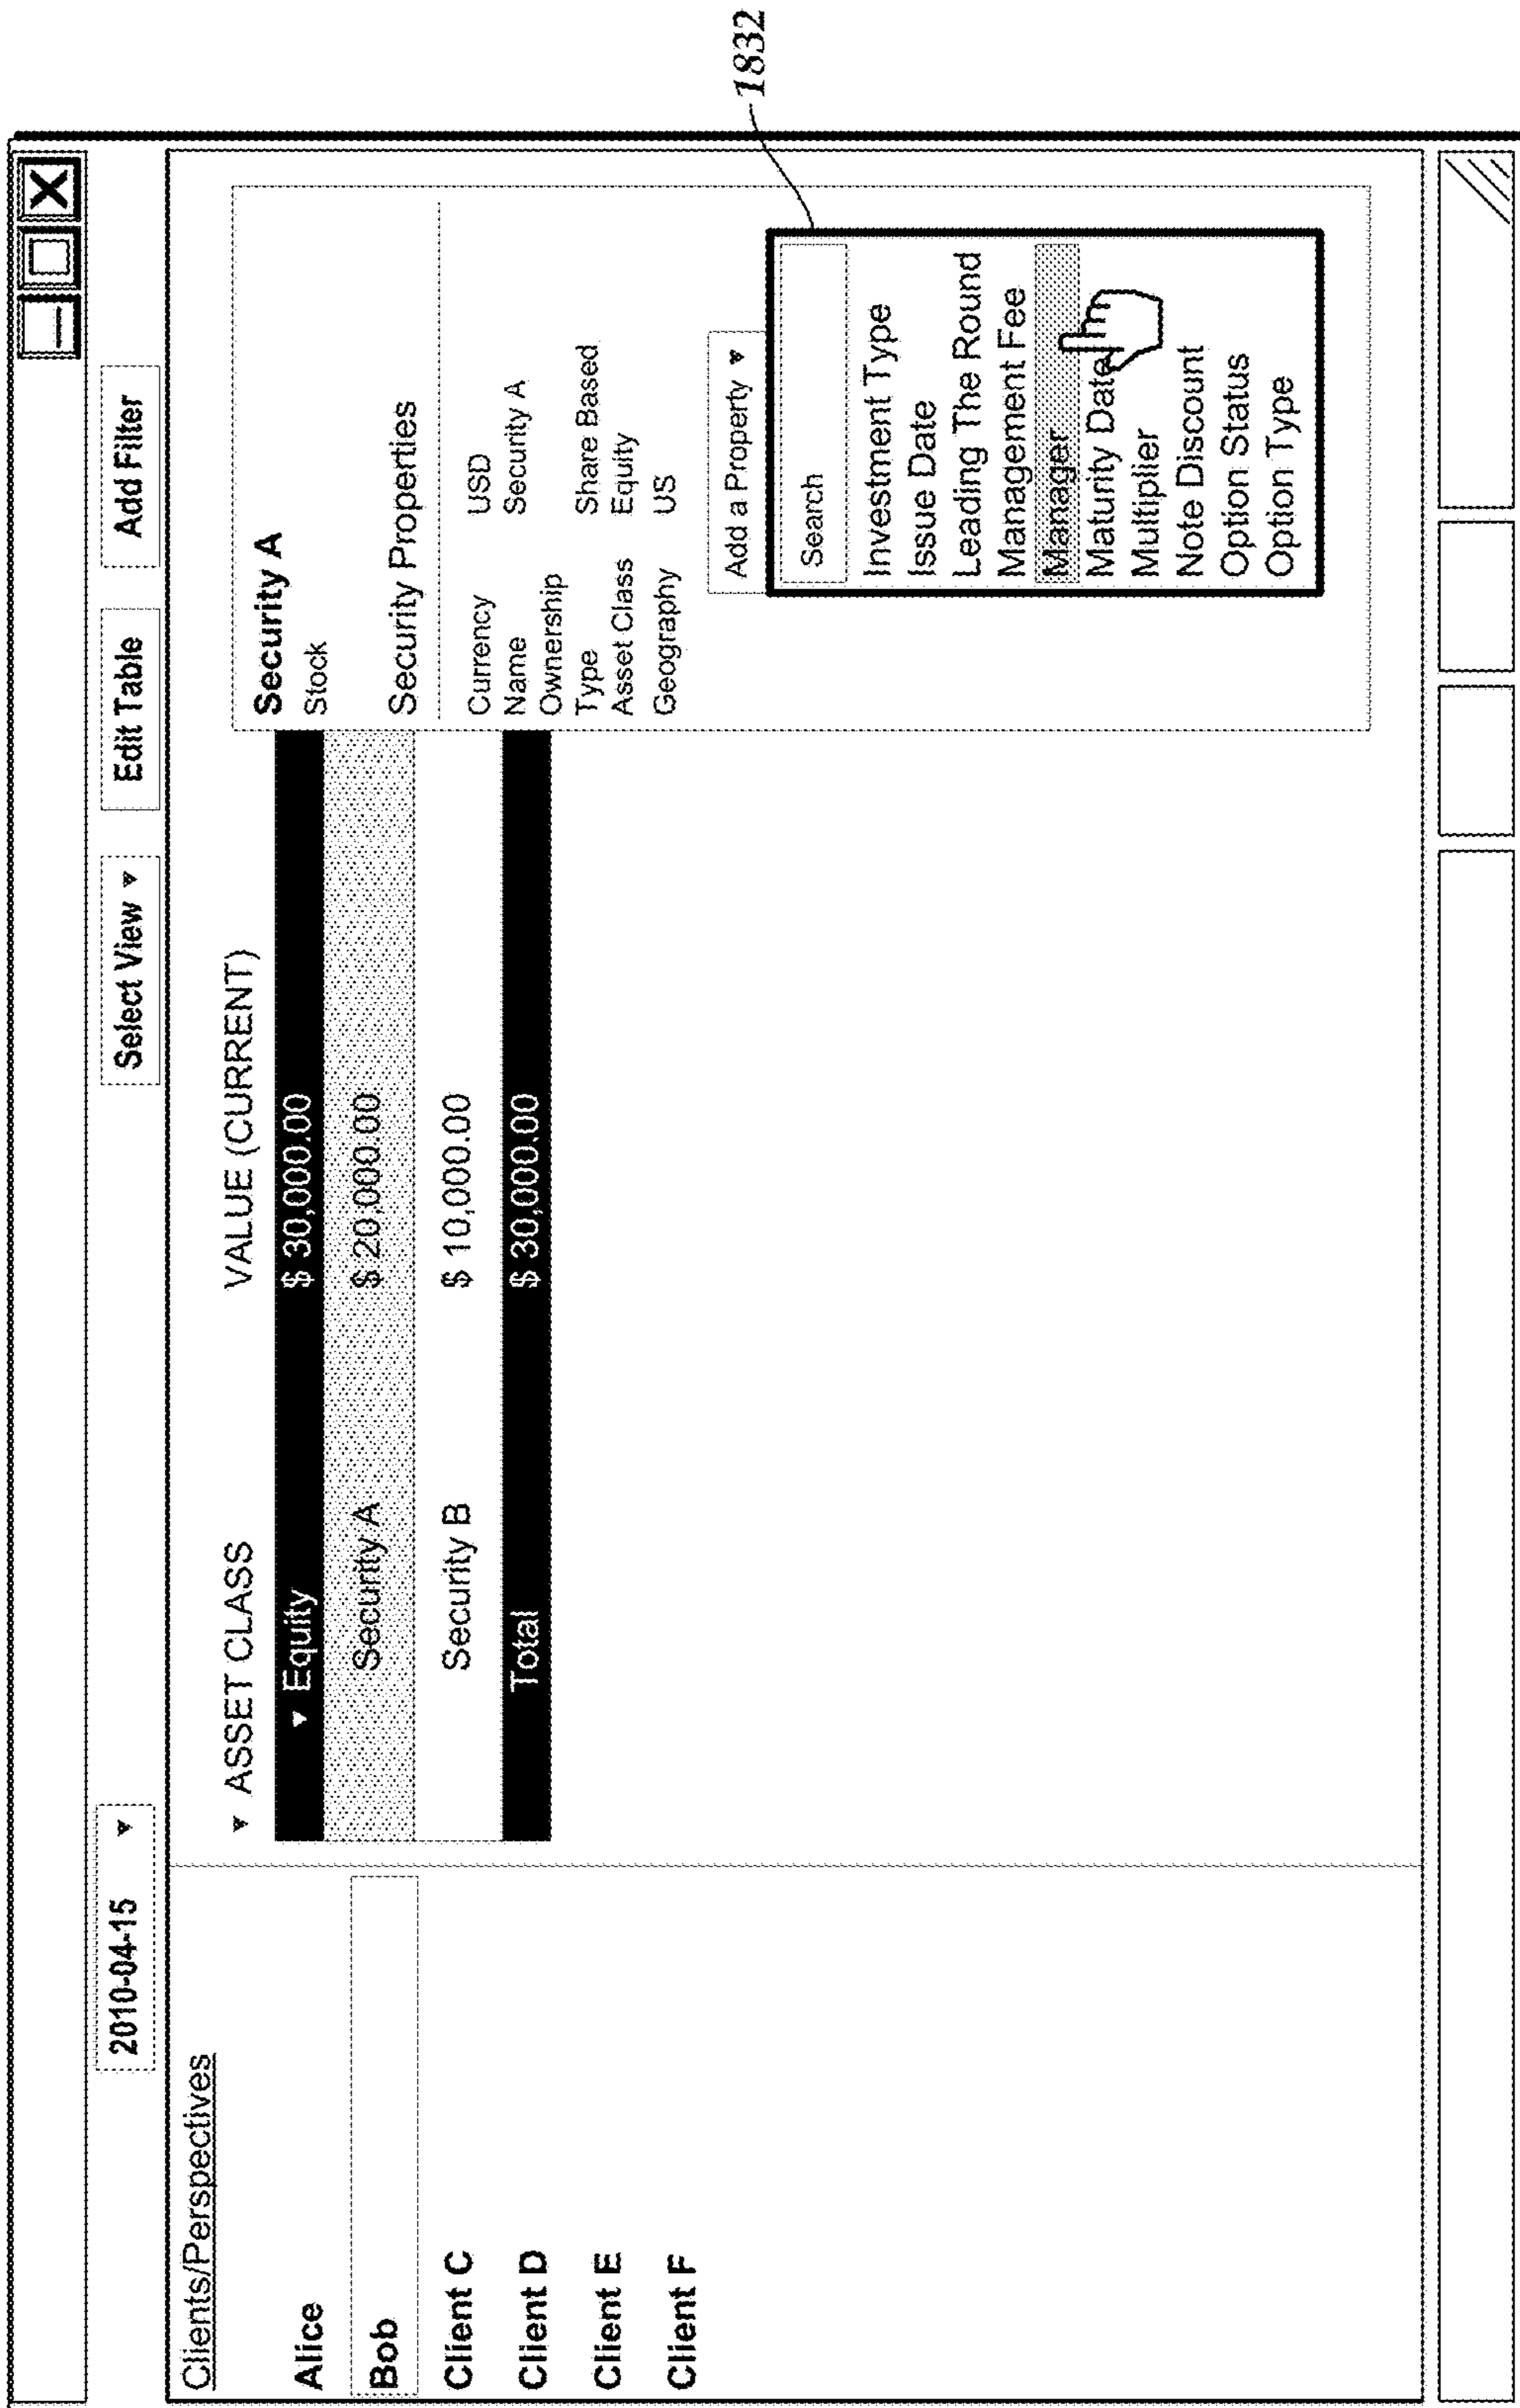 2010-04-15
Select View
Edit Table
Add Filter
Clients/Perspectives
Alice
Bob
Client C
Client D
Client E
Client F
ASSET CLASS VALUE (CURRENT)
Equity $ 30,000.00
Security A $ 20,000.00
Security B $ 10,000.00
Total $ 30,000.00
Security A
Stock
Security Properties
Currency USD
Name Security A
Ownership
Type Share Based
Asset Class Equity
Geography US
Add a Property
Search
Investment Type
Issue Date
Leading The Round
Management Fee
Manager
Maturity Date
Multiplier
Note Discount
Option Status
Option Type
1832